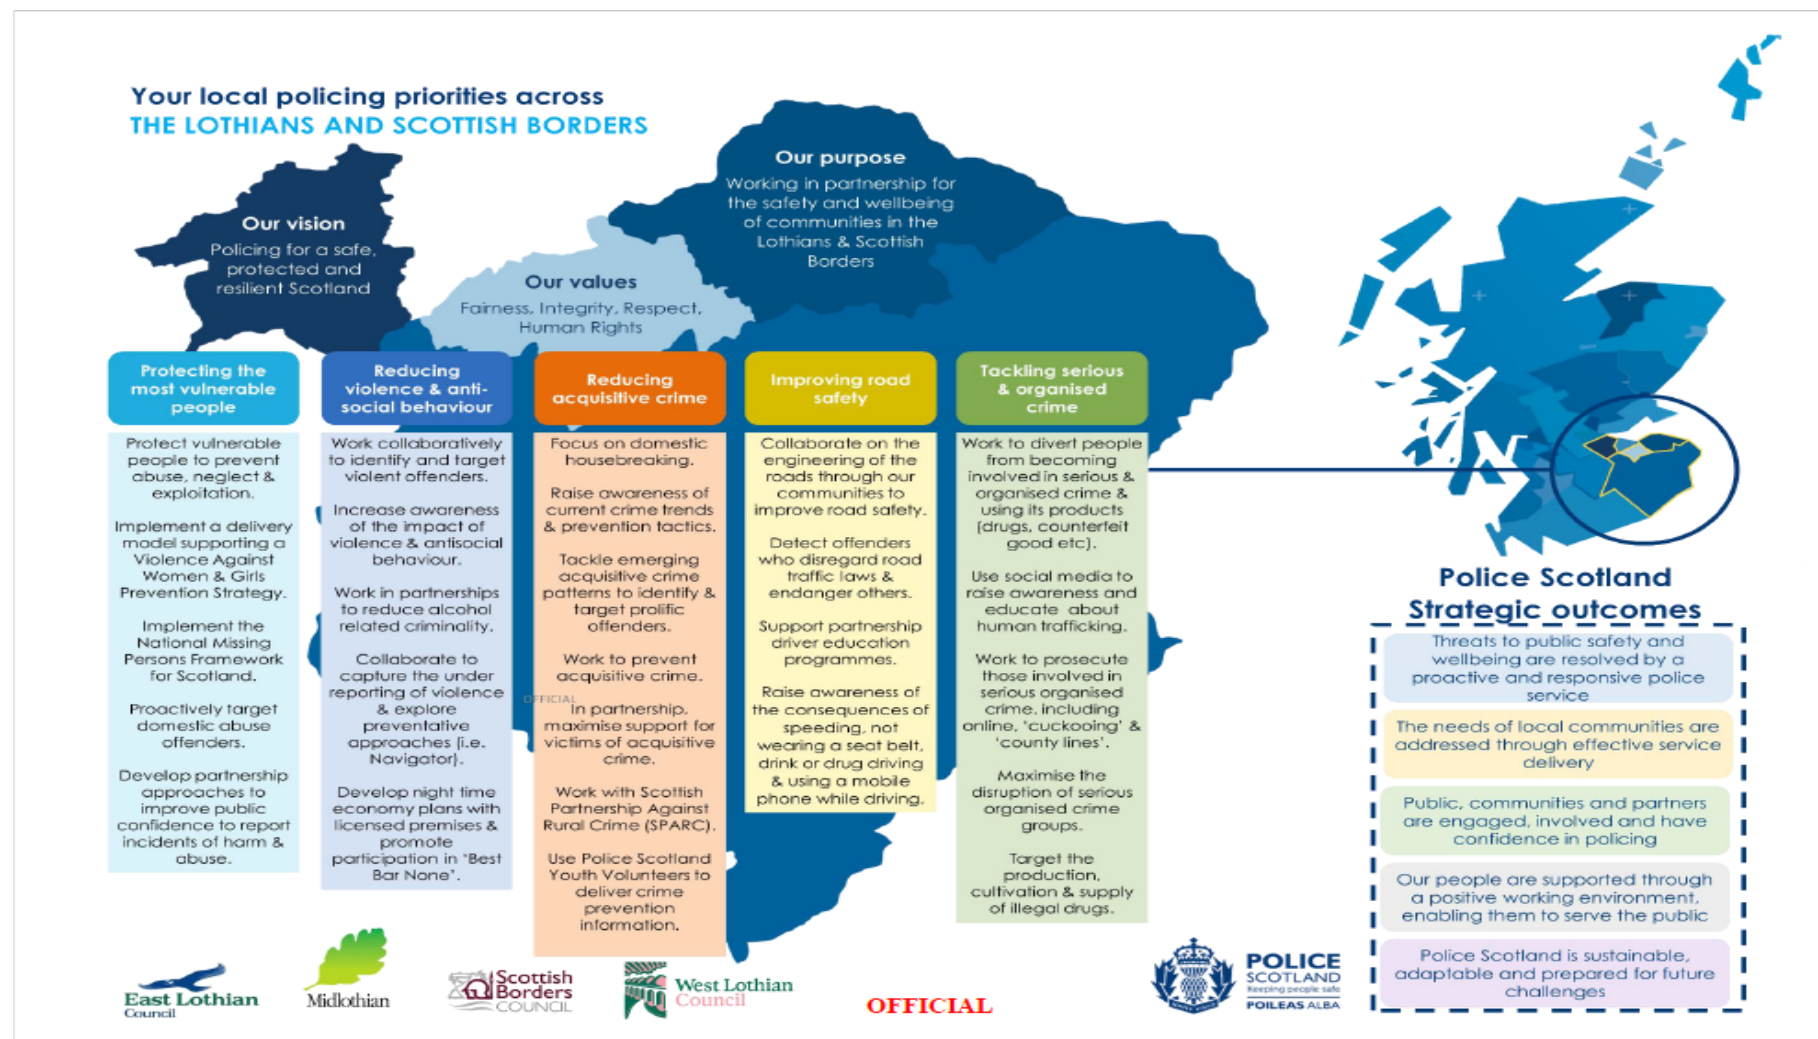 Your local policing priorities across
THE LOTHIANS AND SCOTTISH BORDERS
Our vision
Policing for a safe,
protected and
resilient Scotland
Our values
Fairness, Integrity, Respect,
Human Rights
Our purpose
Working in partnership for
the safety and wellbeing
of communities in the
Lothians & Scottish
Borders
Protecting the
most vulnerable
people
Protect vulnerable
people to prevent
abuse, neglect &
exploitation.
Implement a delivery
model supporting a
Violence Against
Women & Girls
Prevention Strategy.
Implement the
National Missing
Persons Framework
for Scotland.
Proactively target
domestic abuse
offenders.
Develop partnership
approaches to
improve public
confidence to report
incidents of harm &
abuse.
Reducing
violence & anti-
social behaviour
Work collaboratively
to identify and target
violent offenders.
Increase awareness
of the impact of
violence & antisocial
behaviour.
Work in partnerships
to reduce alcohol
related criminality.
Collaborate to
capture the under
reporting of violence
& explore
preventative
approaches (i.e.
Navigator).
Develop night time
economy plans with
licensed premises &
promote
participation in 'Best
Bar None'.
Reducing
acquisitive crime
Focus on domestic
housebreaking.
Raise awareness of
current crime trends
& prevention tactics.
Tackle emerging
acquisitive crime
patterns to identify &
target prolific
offenders.
Work to prevent
acquisitive crime.
OFFICIAL
In partnership,
maximise support for
victims of acquisitive
crime.
Work with Scottish
Partnership Against
Rural Crime (SPARC).
Use Police Scotland
Youth Volunteers to
deliver crime
prevention
information.
Improving road
safety
Collaborate on the
engineering of the
roads through our
communities to
improve road safety.
Detect offenders
who disregard road
traffic laws &
endanger others.
Support partnership
driver education
programmes.
Raise awareness of
the consequences of
speeding, not
wearing a seat belt,
drink or drug driving
& using a mobile
phone while driving.
Tackling serious
& organised
crime
Work to divert people
from becoming
involved in serious &
organised crime &
using its products
(drugs, counterfeit
good etc).
Use social media to
raise awareness and
educate about
human trafficking.
Work to prosecute
those involved in
serious organised
crime, including
online, 'cuckooing' &
'county lines'.
Maximise the
disruption of serious
organised crime
groups.
Target the
production,
cultivation & supply
of illegal drugs.
Police Scotland
Strategic outcomes
Threats to public safety and
wellbeing are resolved by a
proactive and responsive police
service
The needs of local communities are
addressed through effective service
delivery
Public, communities and partners
are engaged, involved and have
confidence in policing
Our people are supported through
a positive working environment,
enabling them to serve the public
Police Scotland is sustainable,
adaptable and prepared for future
challenges
East Lothian
Council
Midlothian
Scottish
Borders
COUNCIL
West Lothian
Council
OFFICIAL
POLICE
SCOTLAND
Keeping people safe
POILEAS ALBA